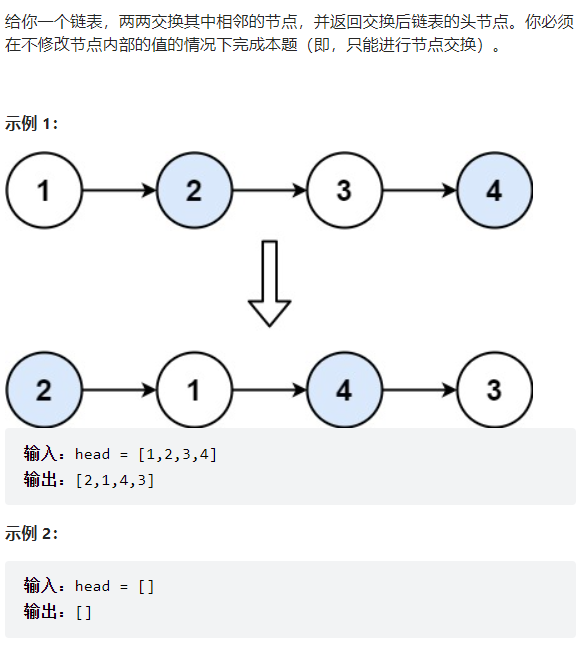 给你一个链表，两两交换其中相邻的节点，并返回交换后链表的头节点。你必须
在不修改节点内部的值的情况下完成本题（即，只能进行节点交换）。
示例 1：
1 2 3 4
2 1 4 3
输入：head = [1,2,3,4]
输出：[2,1,4,3]
示例 2：
输入：head = []
输出：[]